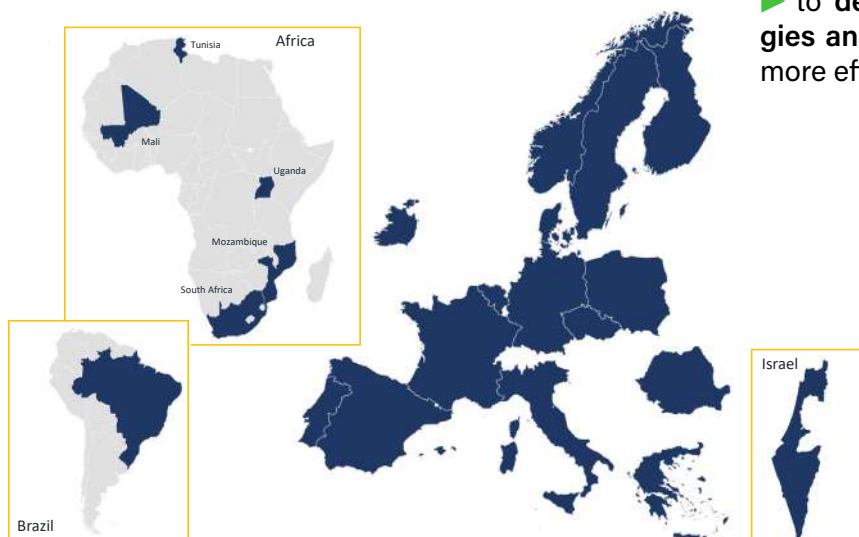 ▶ to de
gies an
more ef
Africa
Tunisia
Mali
Uganda
Mozambique
South Africa
Brazil
Israel